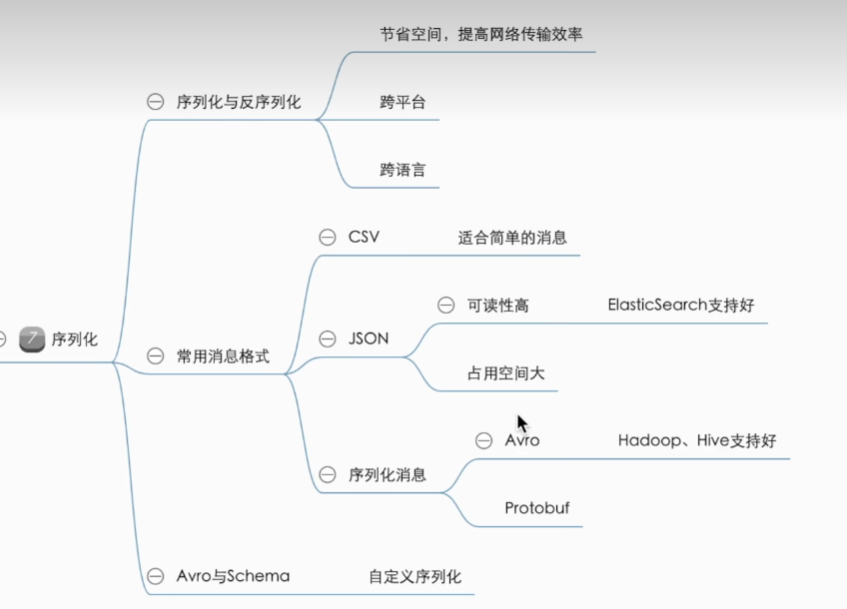 节省空间，提高网络传输效率
序列化与反序列化
跨平台
跨语言
CSV 适合简单的消息
可读性高 ElasticSearch支持好
7 序列化
常用消息格式
JSON
占用空间大
Avro Hadoop、Hive支持好
序列化消息
Protobuf
Avro与Schema 自定义序列化